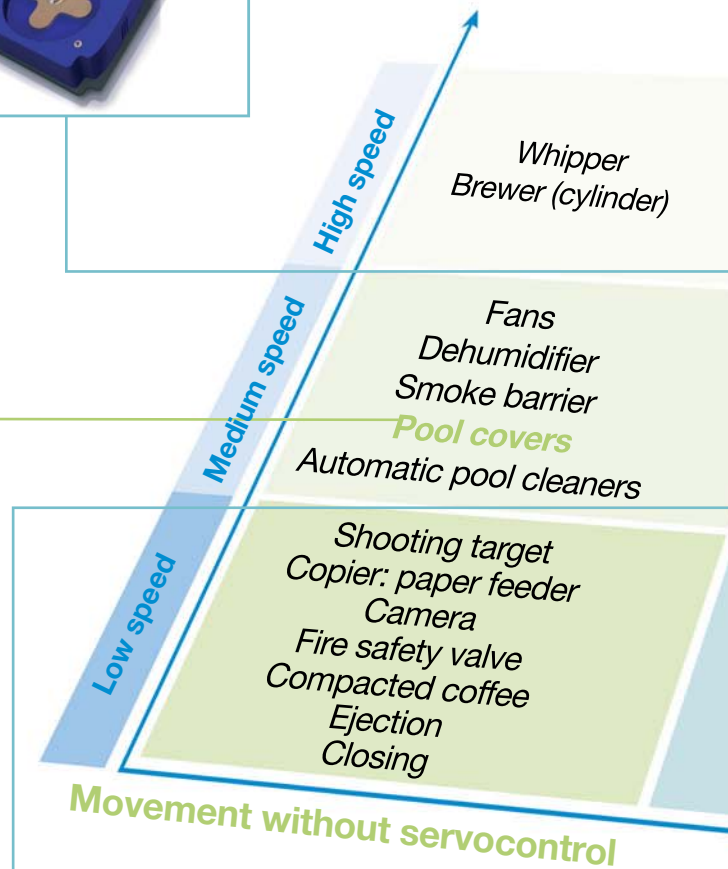 High speed
Whipper
Brewer (cylinder)
Medium speed
Fans
Dehumidifier
Smoke barrier
Pool covers
Automatic pool cleaners
Low speed
Shooting target
Copier: paper feeder
Camera
Fire safety valve
Compacted coffee
Ejection
Closing
Movement without servocontrol